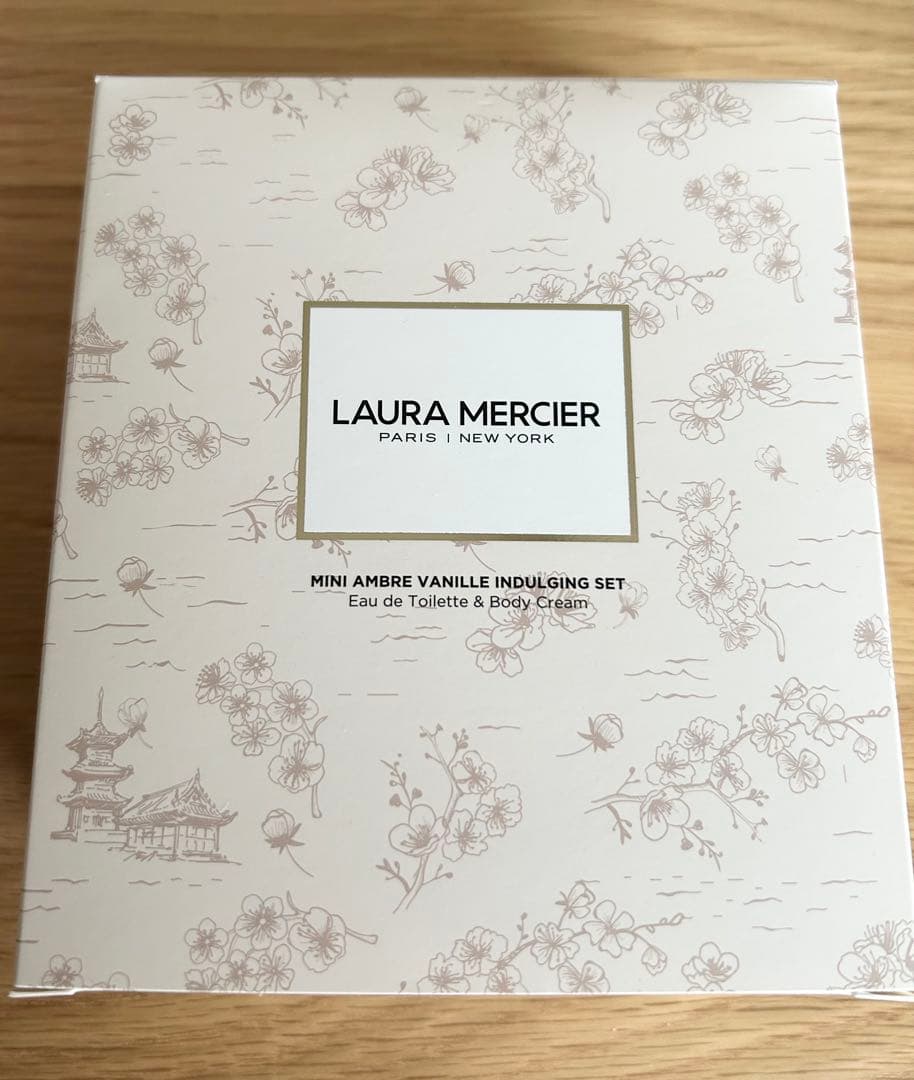 LAURA MERCIER
PARIS | NEW YORK
MINI AMBRE VANILLE INDULGING SET
Eau de Toilette & Body Cream